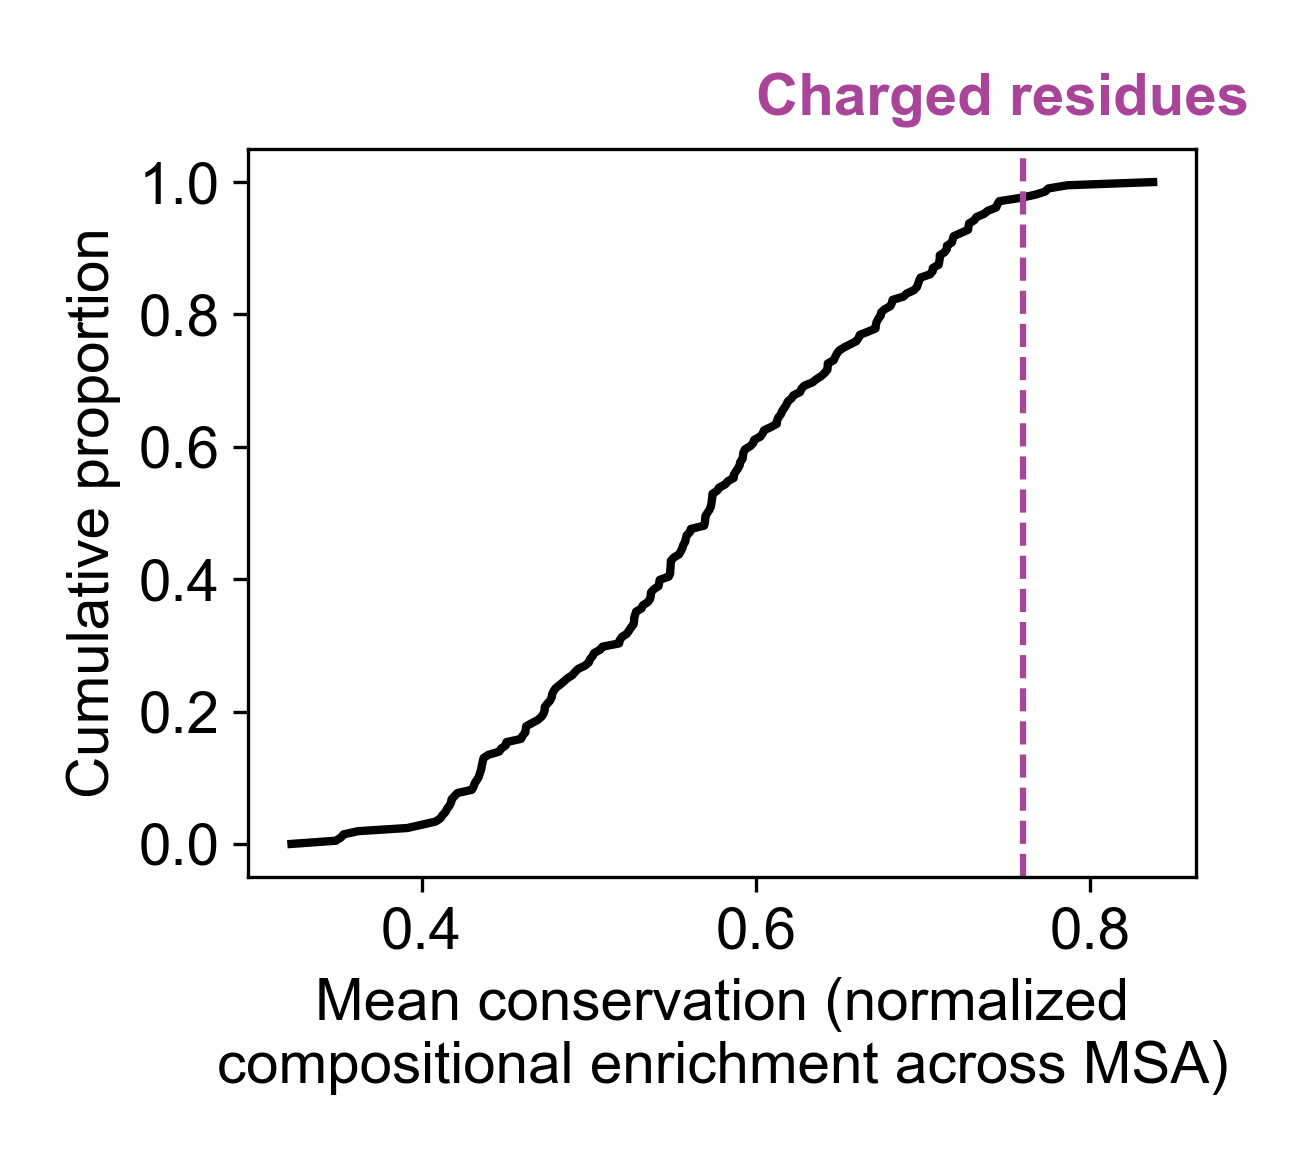 Charged residues
1.0
0.8
0.6
0.4
0.2
0.0
Cumulative proportion
0.4
0.6
0.8
Mean conservation (normalized
compositional enrichment across MSA)